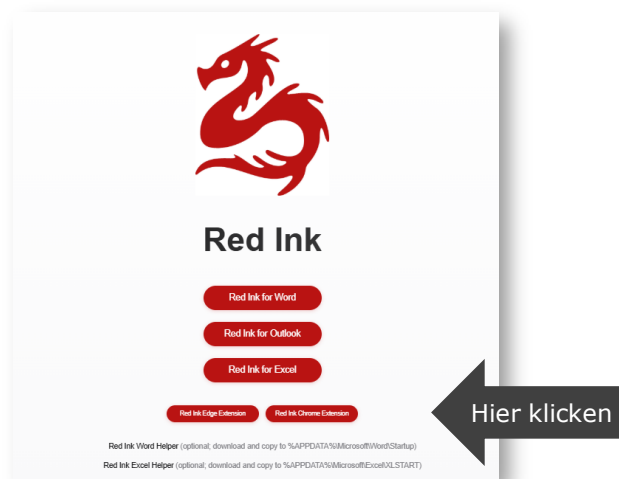 Red Ink
Red Ink for Word
Red Ink for Outlook
Red Ink for Excel
Red Ink Edge Extension Red Ink Chrome Extension
Hier klicken
Red Ink Word Helper (optional; download and copy to %APPDATA%\Microsoft\Word\Startup)
Red Ink Excel Helper (optional; download and copy to %APPDATA%\Microsoft\Excel\XLSTART)